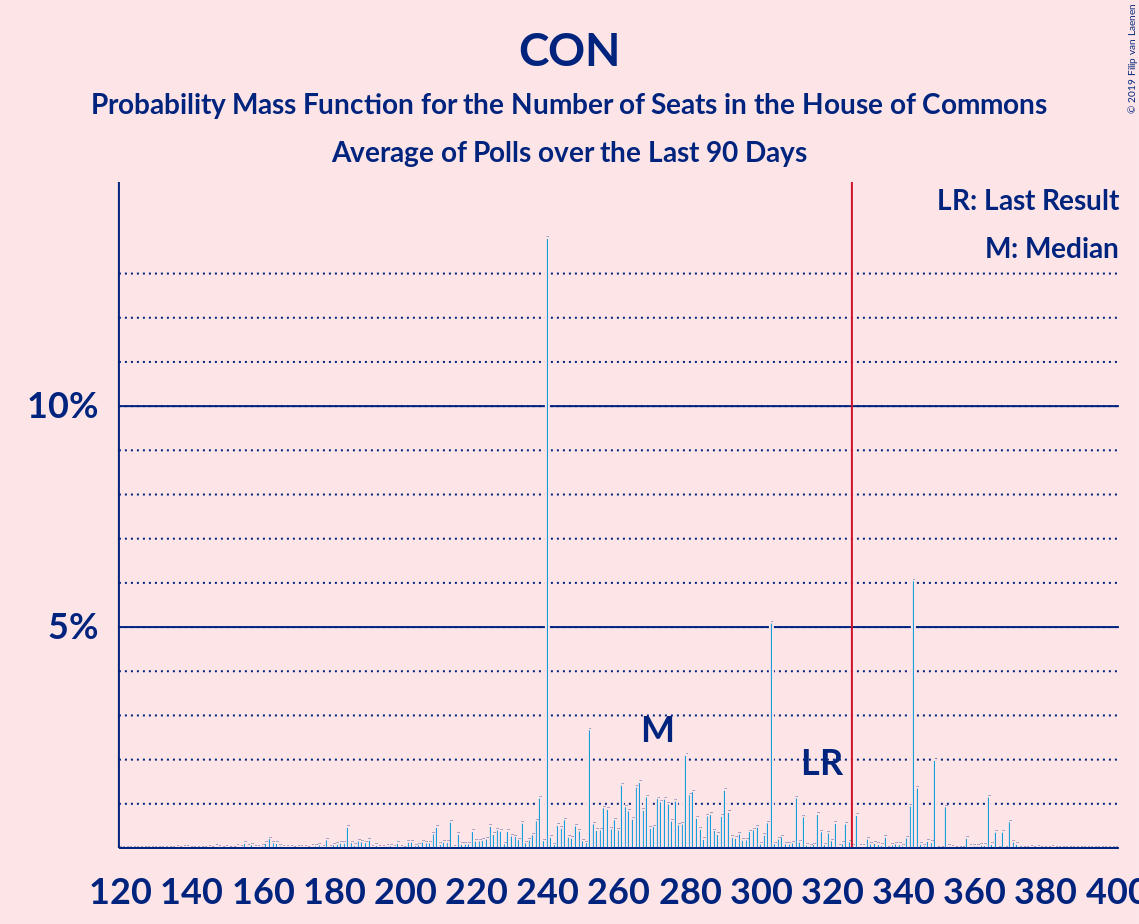 CON
Probability Mass Function for the Number of Seats in the House of Commons
Average of Polls over the Last 90 Days
© 2019 Filip van Laenen
LR: Last Result
M: Median
10%
5%
M
LR
120 140 160 180 200 220 240 260 280 300 320 340 360 380 400